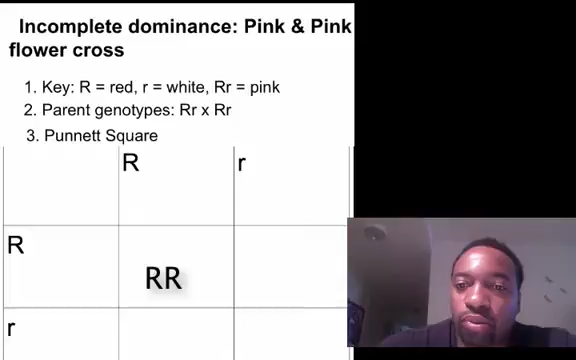 Incomplete dominance: Pink & Pink
flower cross
1. Key: R = red, r = white, Rr = pink
2. Parent genotypes: Rr x Rr
3. Punnett Square
R r
R RR
r